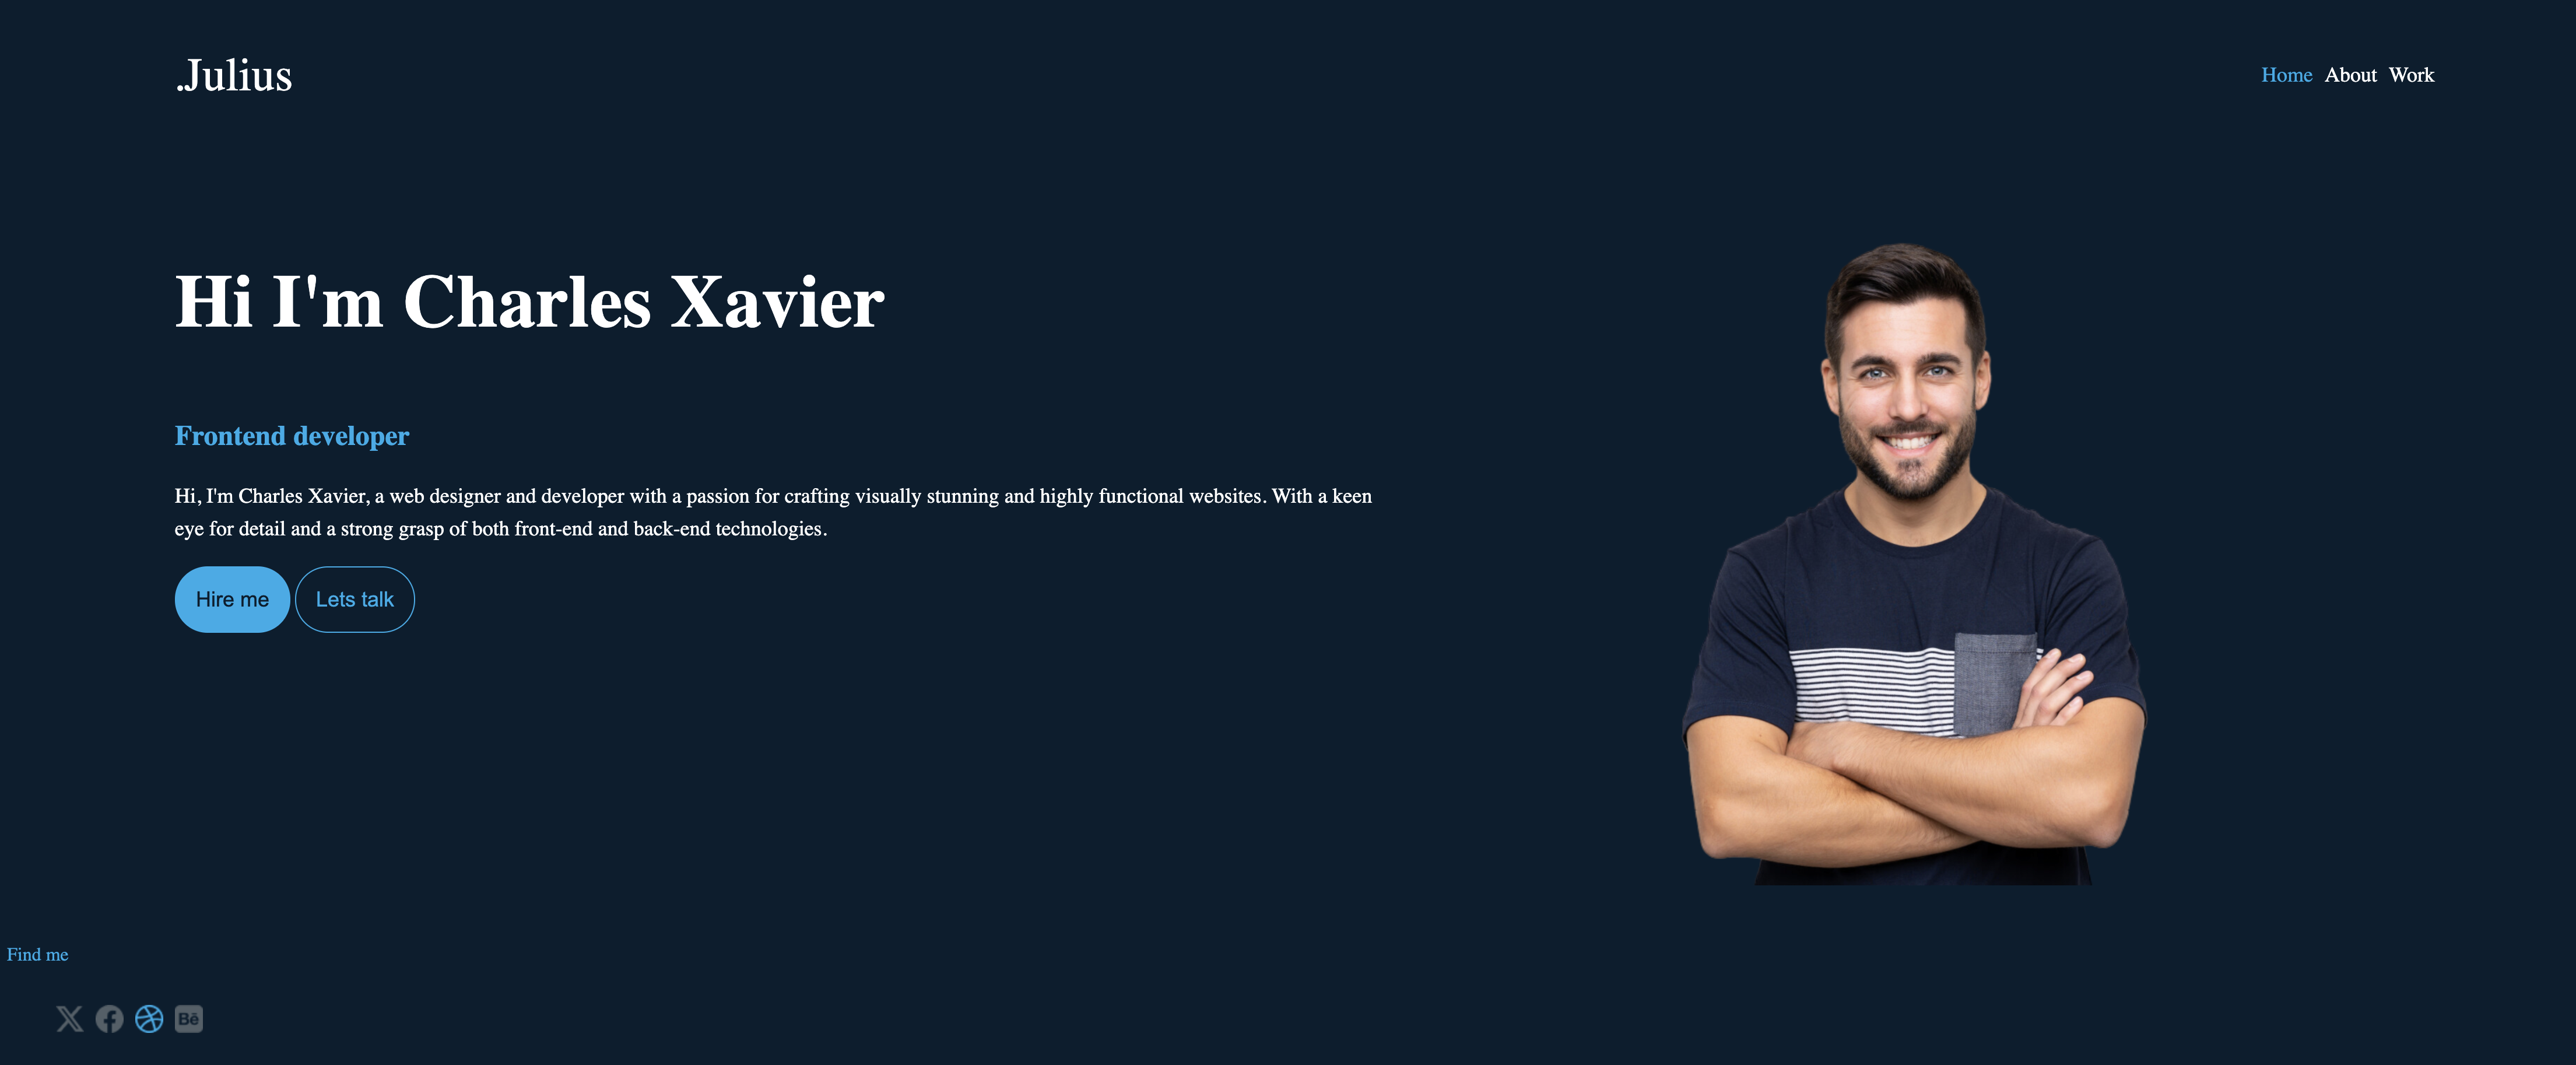 .Julius
Home About Work
Hi I'm Charles Xavier
Frontend developer
Hi, I'm Charles Xavier, a web designer and developer with a passion for crafting visually stunning and highly functional websites. With a keen
eye for detail and a strong grasp of both front-end and back-end technologies.
Hire me Lets talk
Find me
Bē